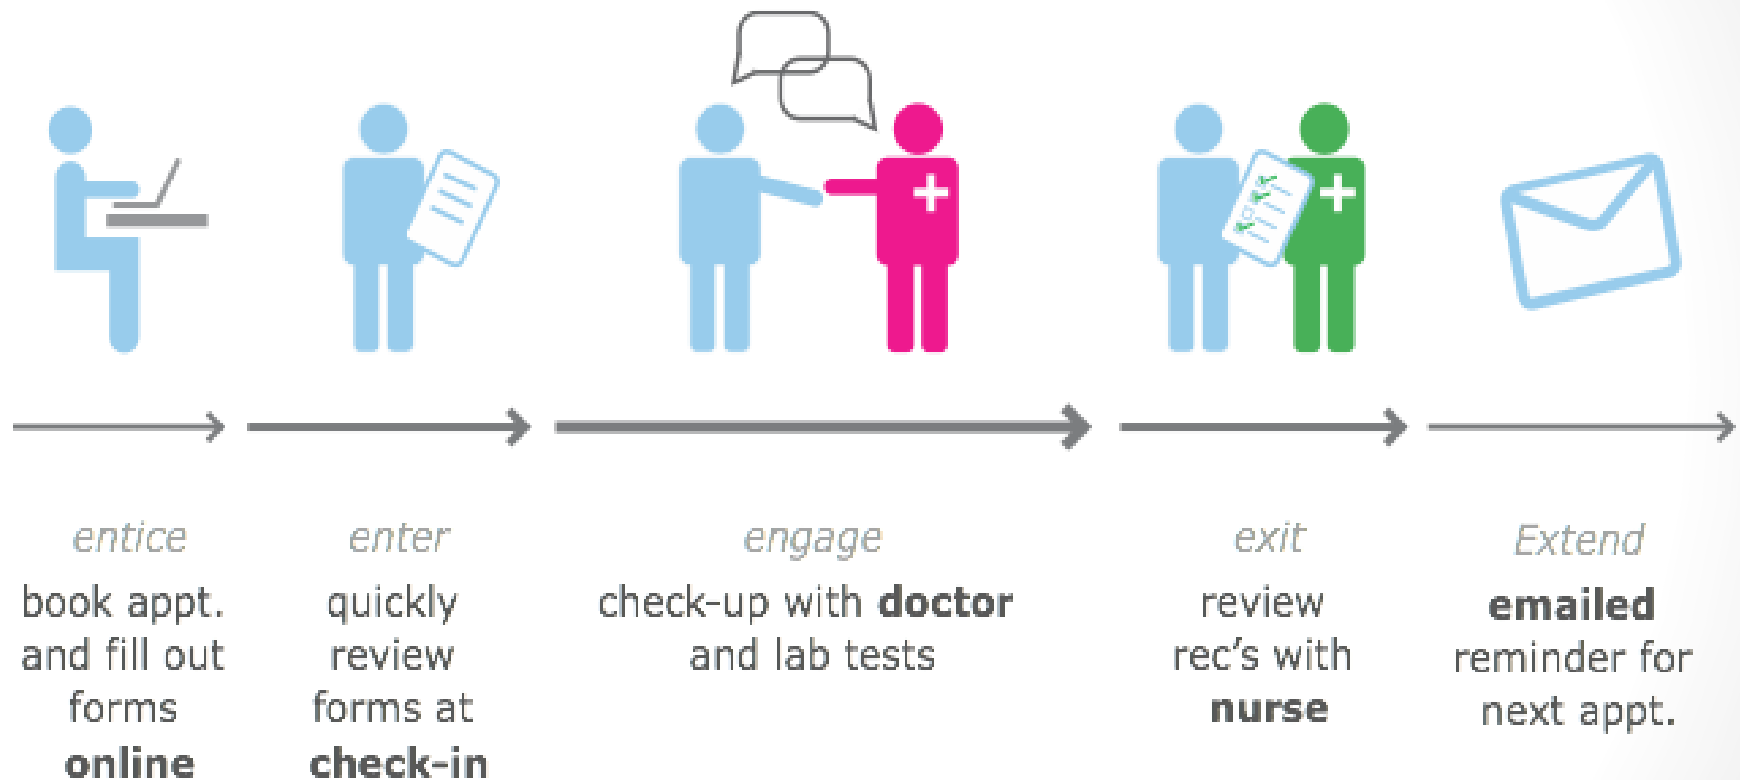 entice
book appt.
and fill out
forms
online
enter
quickly
review
forms at
check-in
engage
check-up with doctor
and lab tests
exit
review
rec's with
nurse
Extend
emailed
reminder for
next appt.